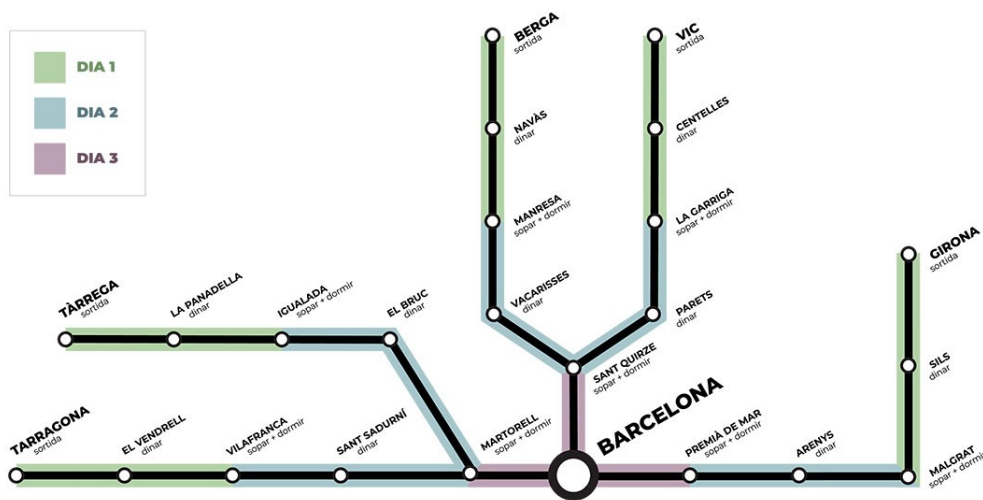 DIA 1
DIA 2
DIA 3
BERGA
sortida
NAVÀS
dinar
MANRESA
sopar + dormir
VACARISSES
dinar
VIC
sortida
CENTELLES
dinar
LA GARRIGA
sopar + dormir
PARETS
dinar
SANT QUIRZE
sopar + dormir
TÀRREGA
sortida
LA PANADELLA
dinar
IGUALADA
sopar + dormir
EL BRUC
dinar
TARRAGONA
sortida
EL VENDRELL
dinar
VILAFRANCA
sopar + dormir
SANT SADURNÍ
dinar
MARTORELL
sopar + dormir
BARCELONA
PREMIÀ DE MAR
sopar + dormir
ARENYS
dinar
GIRONA
sortida
SILS
dinar
MALGRAT
sopar + dormir